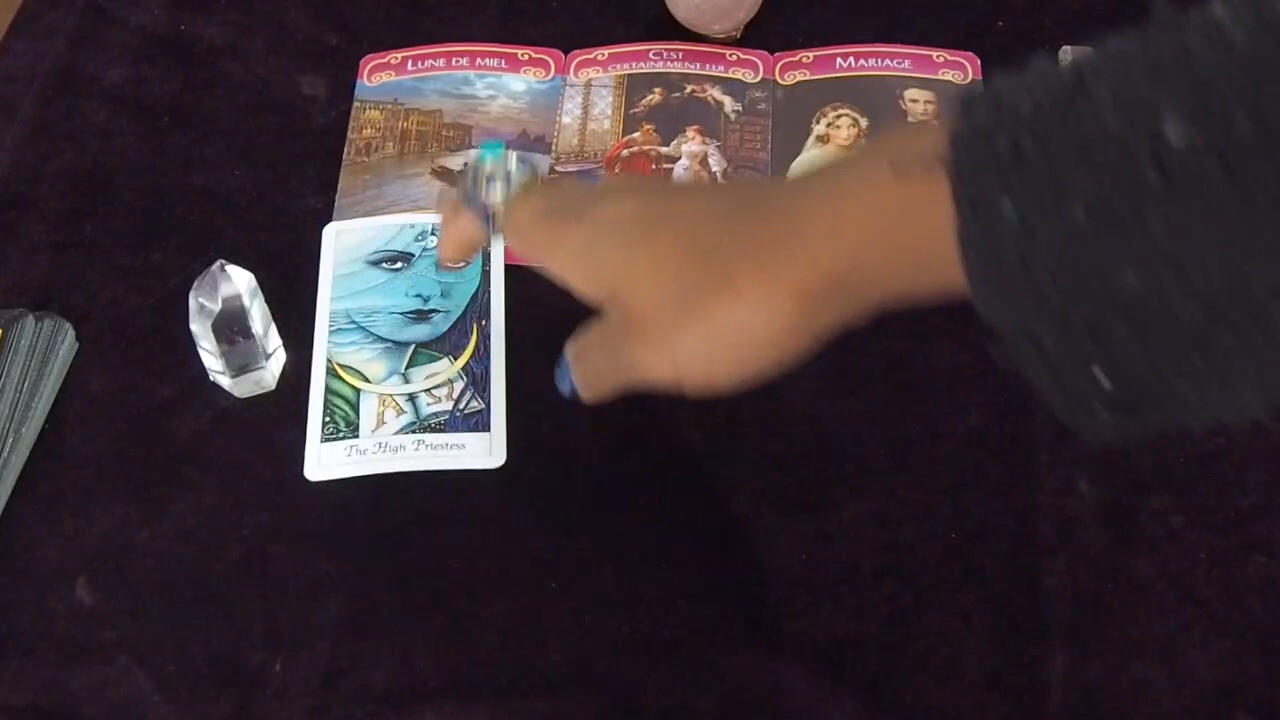 LUNE DE MIEL
C'EST
CERTAINEMENT LUI
MARIAGE
A Ω
The High Priestess